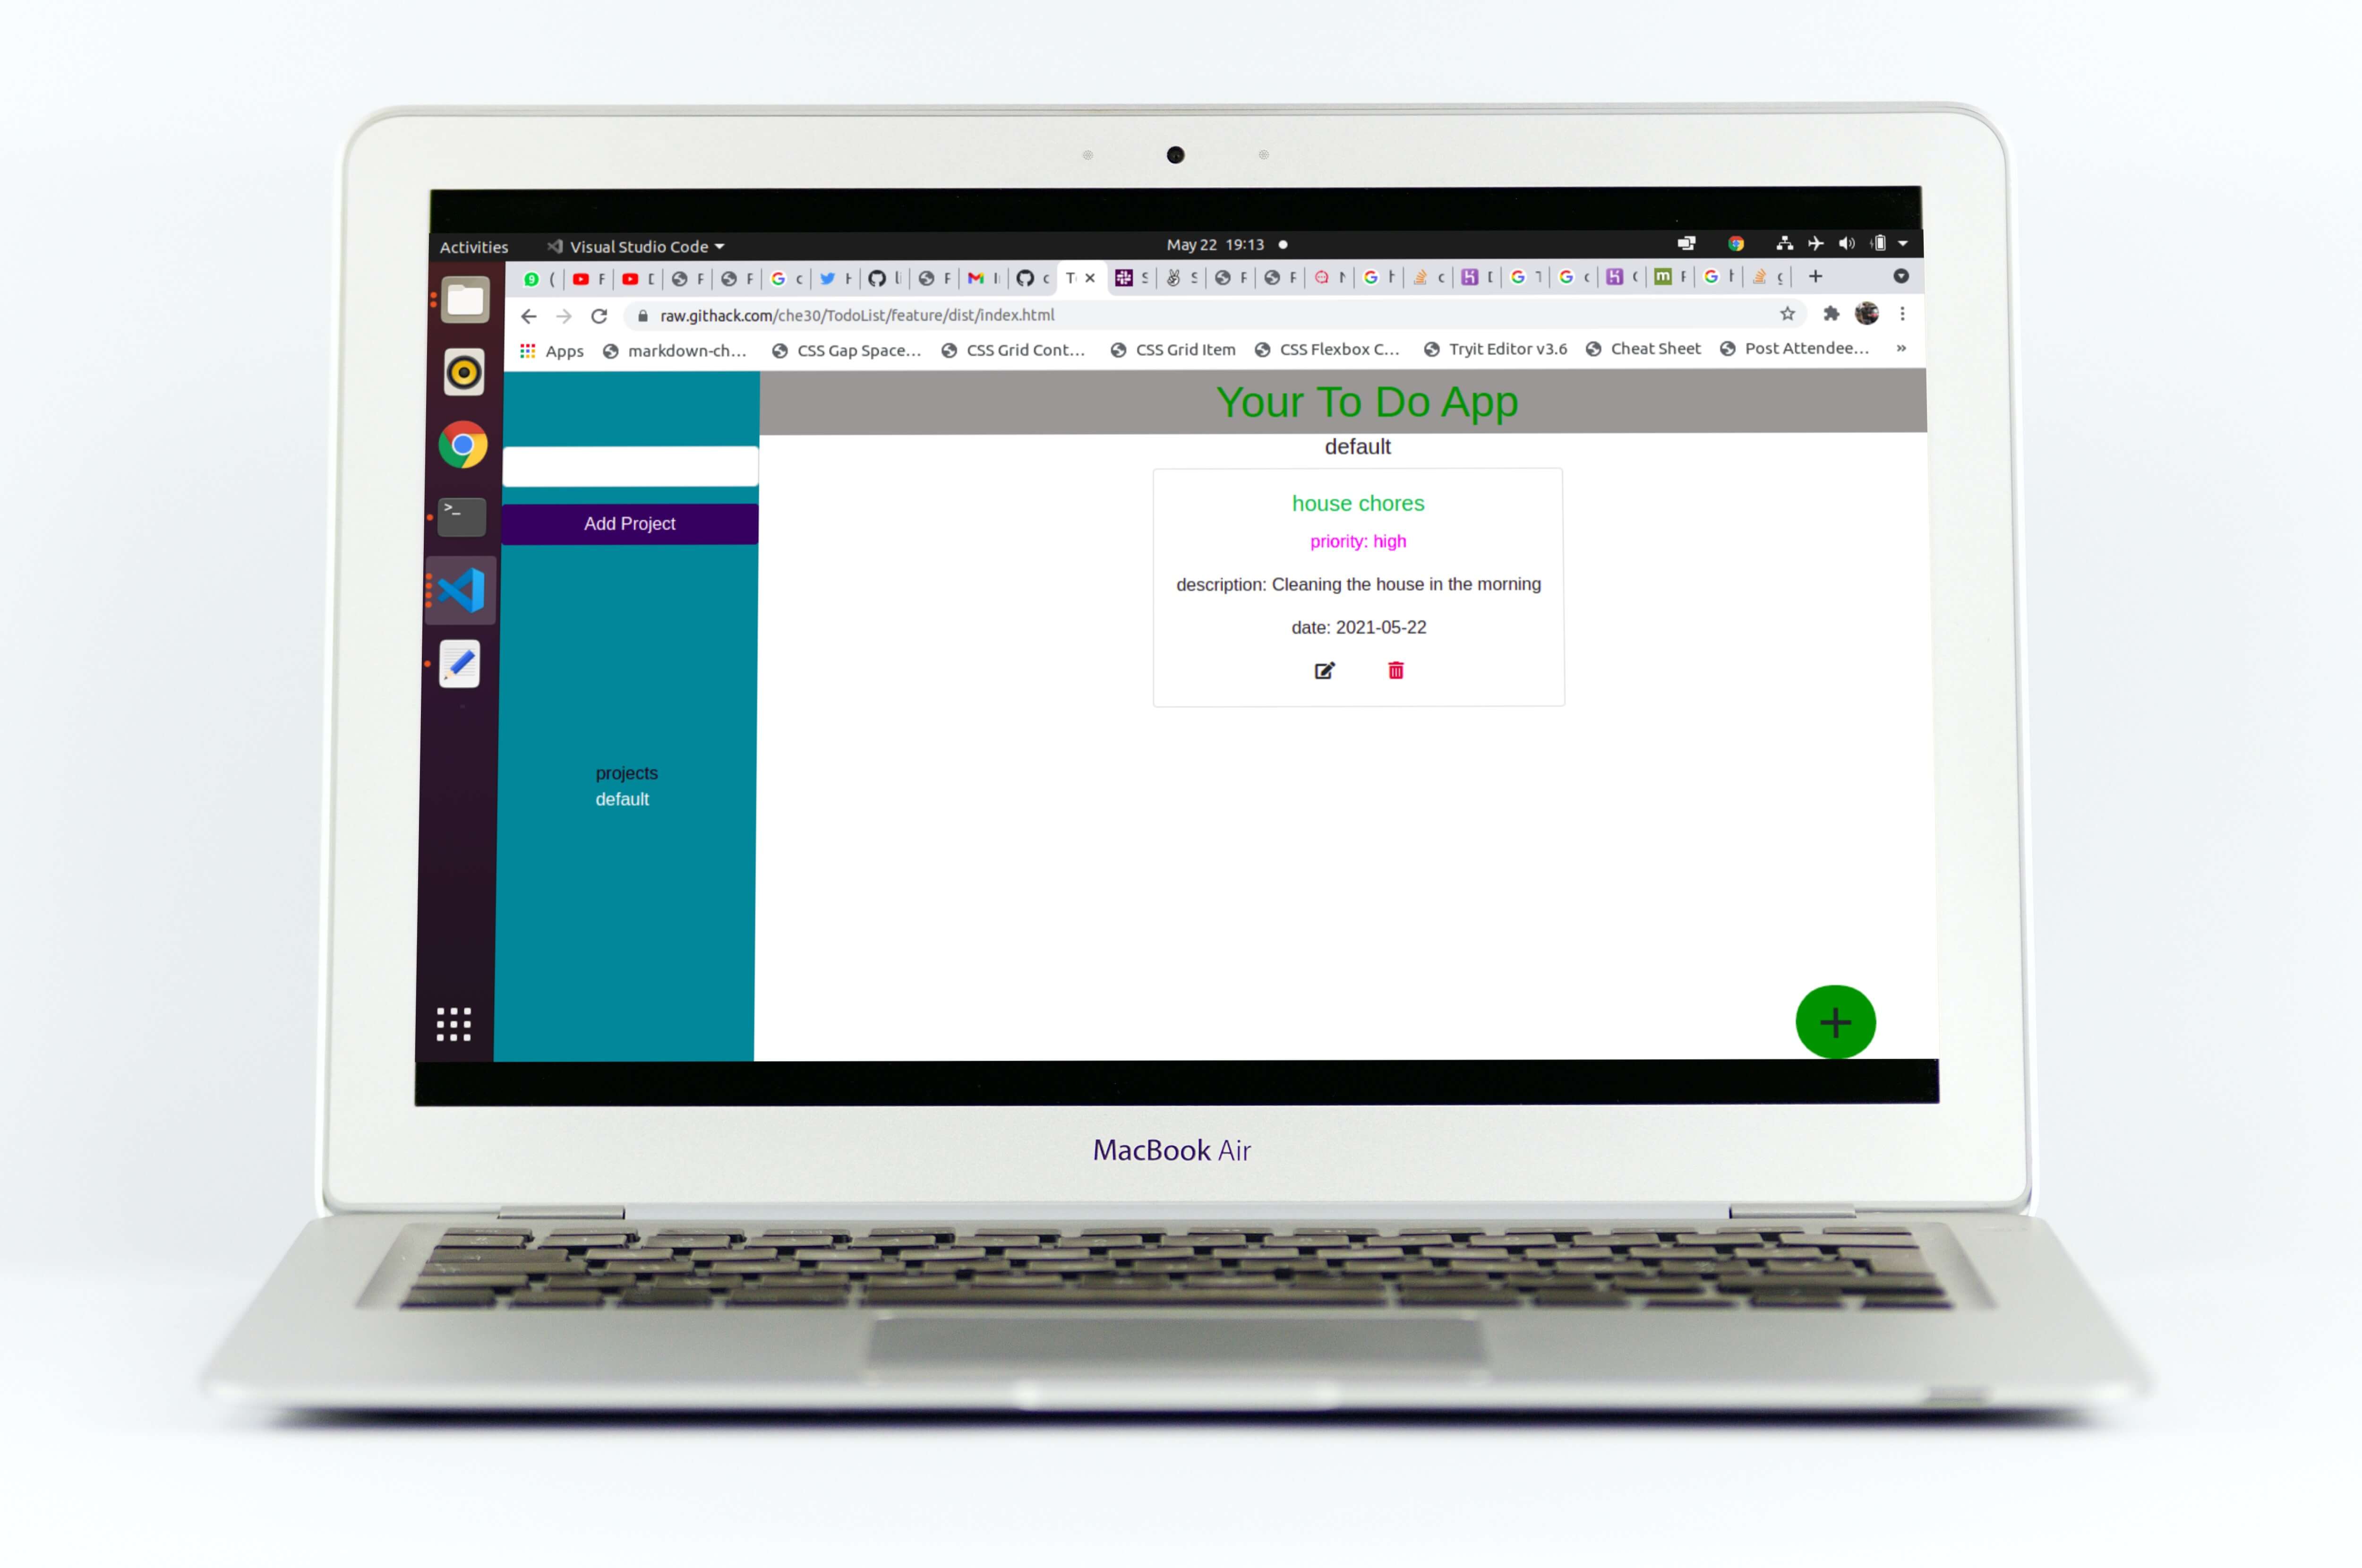 Activities Visual Studio Code May 22 19:13
raw.githack.com/che30/TodoList/feature/dist/index.html
Apps markdown-ch... CSS Gap Space... CSS Grid Cont... CSS Grid Item CSS Flexbox C... Tryit Editor v3.6 Cheat Sheet Post Attendee... »
Your To Do App
default
Add Project
house chores
priority: high
description: Cleaning the house in the morning
date: 2021-05-22
projects
default
MacBook Air